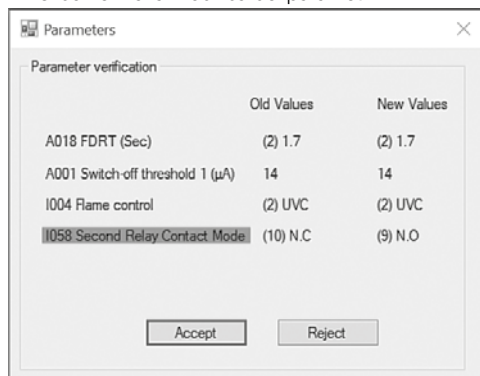 Parameters
Parameter verification
Old Values New Values
A018 FDRT (Sec) (2) 1.7 (2) 1.7
A001 Switch-off threshold 1 (µA) 14 14
I004 Flame control (2) UVC (2) UVC
I058 Second Relay Contact Mode (10) N.C (9) N.O
Accept Reject